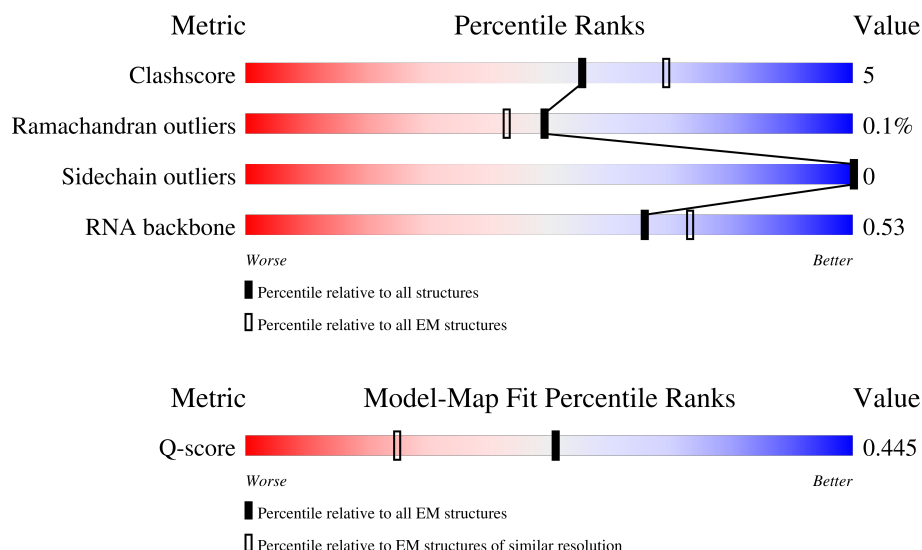 Metric Percentile Ranks Value
Clashscore 5
Ramachandran outliers 0.1%
Sidechain outliers 0
RNA backbone 0.53
Worse Better
Percentile relative to all structures
Percentile relative to all EM structures
Metric Model-Map Fit Percentile Ranks Value
Q-score 0.445
Worse Better
Percentile relative to all EM structures
Percentile relative to EM structures of similar resolution